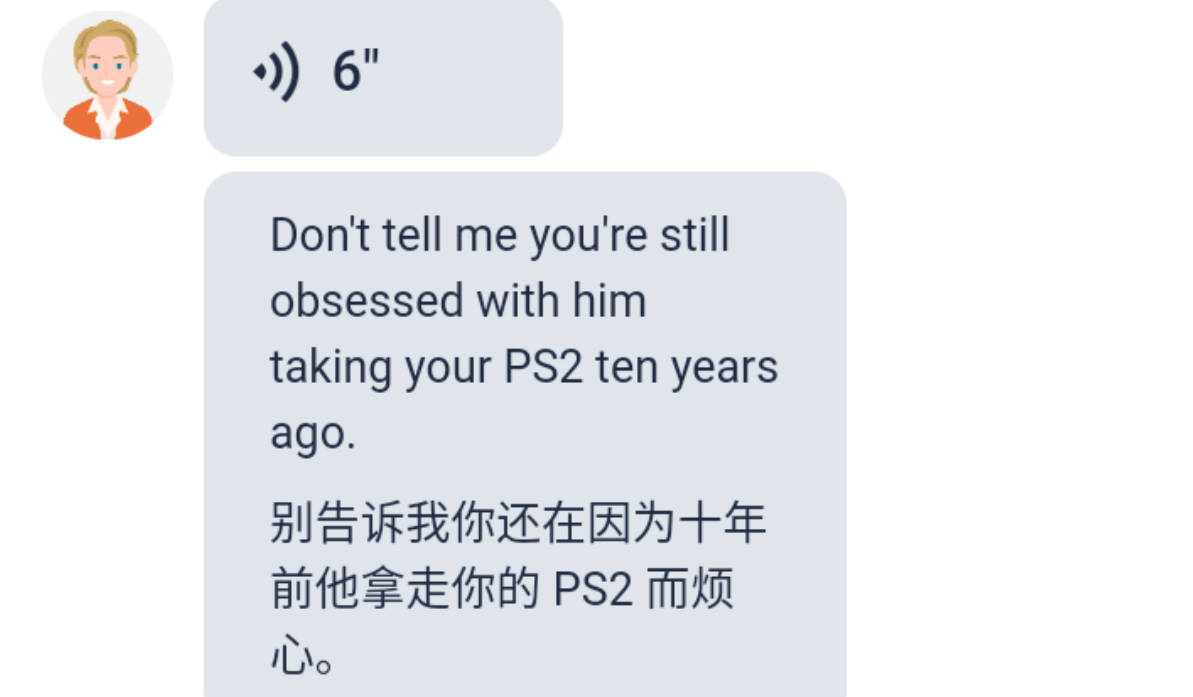 6"
Don't tell me you're still
obsessed with him
taking your PS2 ten years
ago.
别告诉我你还在因为十年
前他拿走你的 PS2 而烦
心。